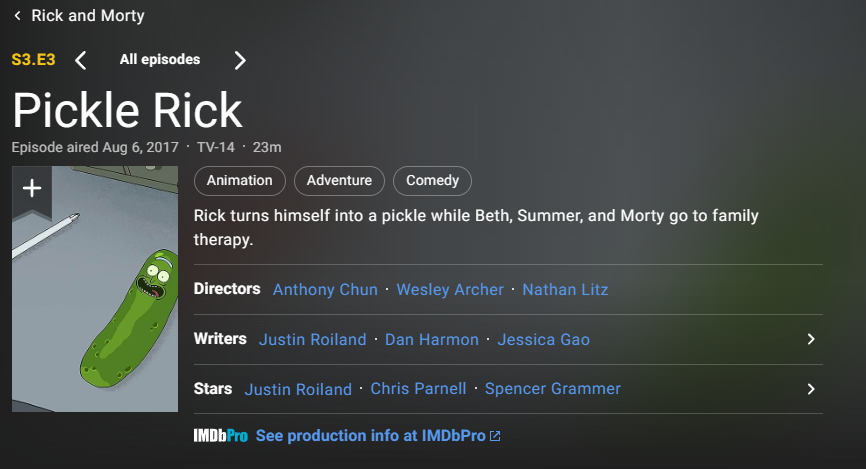 Rick and Morty
S3.E3 All episodes
Pickle Rick
Episode aired Aug 6, 2017 · TV-14 · 23m
Animation Adventure Comedy
Rick turns himself into a pickle while Beth, Summer, and Morty go to family
therapy.
Directors Anthony Chun · Wesley Archer · Nathan Litz
Writers Justin Roiland · Dan Harmon · Jessica Gao
Stars Justin Roiland · Chris Parnell · Spencer Grammer
IMDbPro See production info at IMDbPro